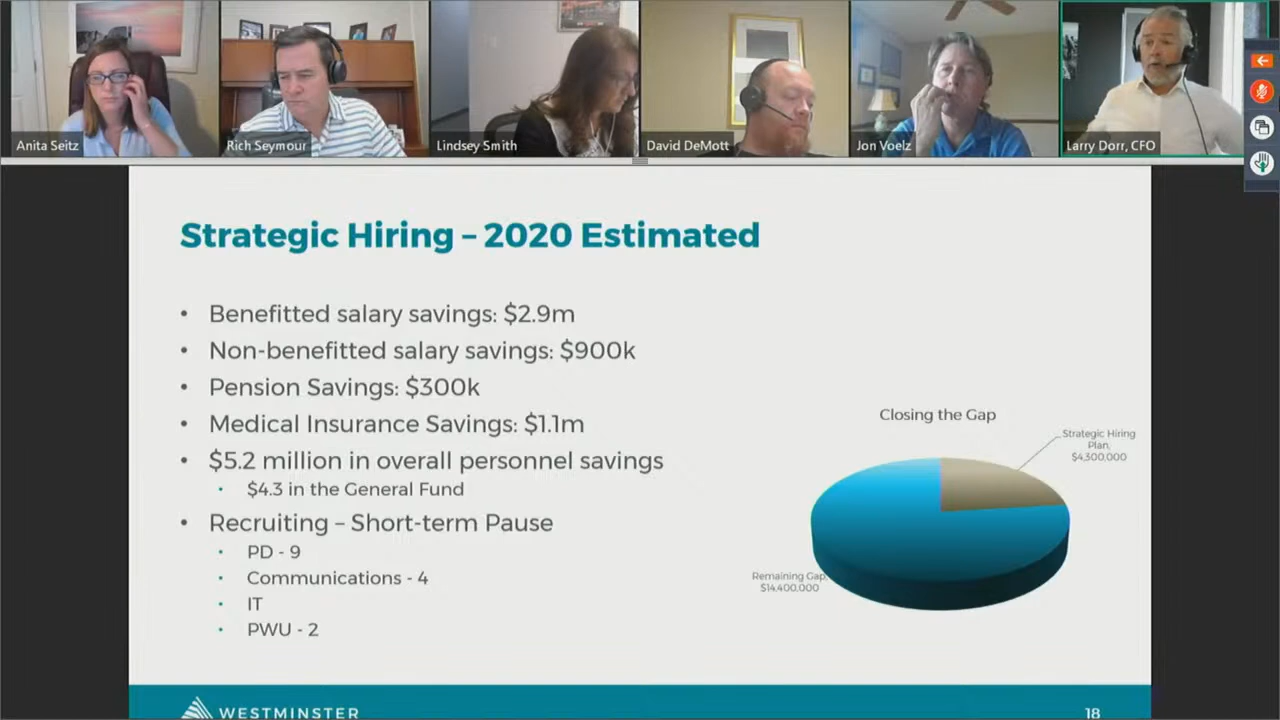 Anita Seitz
Rich Seymour
Lindsey Smith
David DeMott
Jon Voelz
Larry Dorr, CFO
Strategic Hiring – 2020 Estimated
• Benefitted salary savings: $2.9m
• Non-benefitted salary savings: $900k
• Pension Savings: $300k
• Medical Insurance Savings: $1.1m
• $5.2 million in overall personnel savings
• $4.3 in the General Fund
• Recruiting – Short-term Pause
• PD - 9
• Communications - 4
• IT
• PWU - 2
Closing the Gap
Strategic Hiring
Plan,
$4,300,000
Remaining Gap,
$14,400,000
WESTMINSTER
18